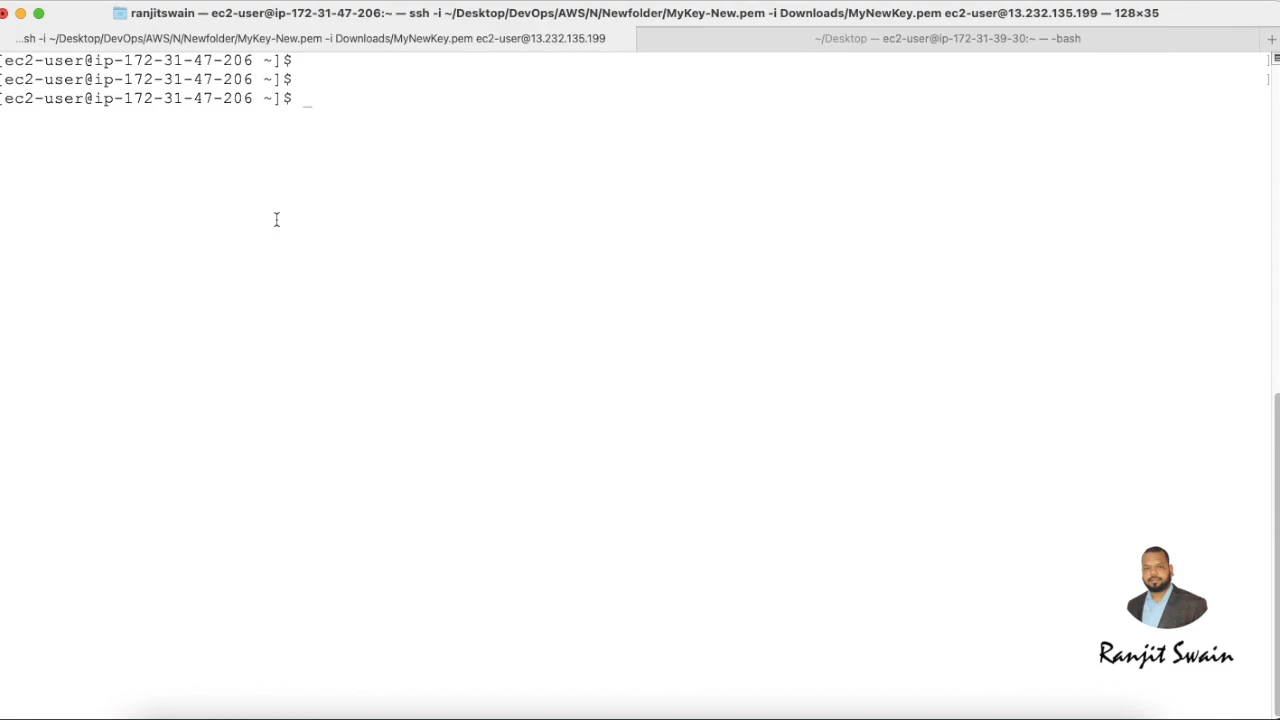 ranjitswain — ec2-user@ip-172-31-47-206:~ — ssh -i ~/Desktop/DevOps/AWS/N/Newfolder/MyKey-New.pem -i Downloads/MyNewKey.pem ec2-user@13.232.135.199 — 128×35
...sh -i ~/Desktop/DevOps/AWS/N/Newfolder/MyKey-New.pem -i Downloads/MyNewKey.pem ec2-user@13.232.135.199
~/Desktop — ec2-user@ip-172-31-39-30:~ — -bash +
[ec2-user@ip-172-31-47-206 ~]$ ]
[ec2-user@ip-172-31-47-206 ~]$ ]
[ec2-user@ip-172-31-47-206 ~]$ _
Ranjit Swain